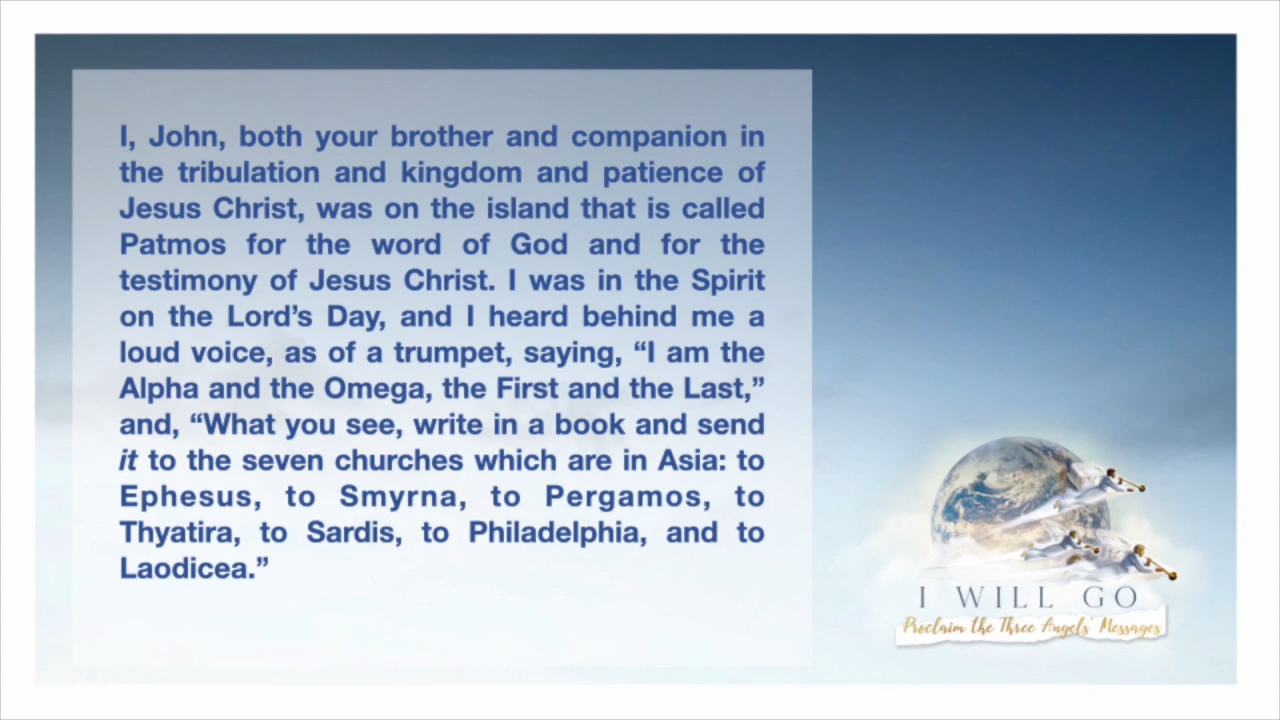 I, John, both your brother and companion in
the tribulation and kingdom and patience of
Jesus Christ, was on the island that is called
Patmos for the word of God and for the
testimony of Jesus Christ. I was in the Spirit
on the Lord’s Day, and I heard behind me a
loud voice, as of a trumpet, saying, “I am the
Alpha and the Omega, the First and the Last,”
and, “What you see, write in a book and send
it to the seven churches which are in Asia: to
Ephesus, to Smyrna, to Pergamos, to
Thyatira, to Sardis, to Philadelphia, and to
Laodicea.”
I WILL GO
Proclaim the Three Angels' Messages